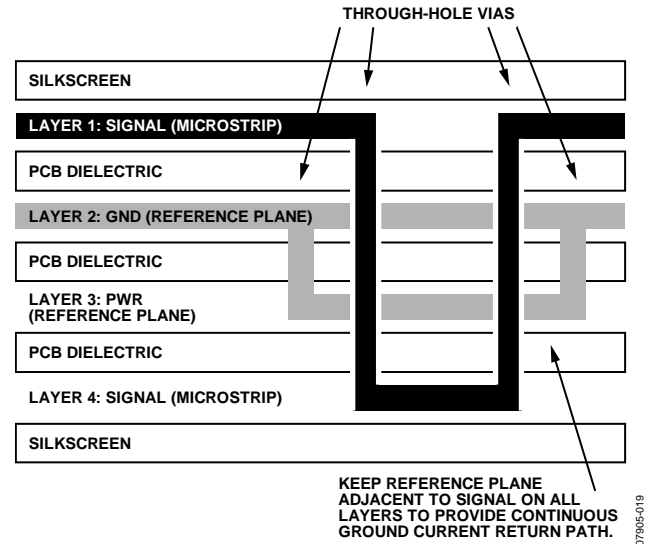 THROUGH-HOLE VIAS
SILKSCREEN
LAYER 1: SIGNAL (MICROSTRIP)
PCB DIELECTRIC
LAYER 2: GND (REFERENCE PLANE)
PCB DIELECTRIC
LAYER 3: PWR
(REFERENCE PLANE)
PCB DIELECTRIC
LAYER 4: SIGNAL (MICROSTRIP)
SILKSCREEN
KEEP REFERENCE PLANE
ADJACENT TO SIGNAL ON ALL
LAYERS TO PROVIDE CONTINUOUS
GROUND CURRENT RETURN PATH.
07905-019